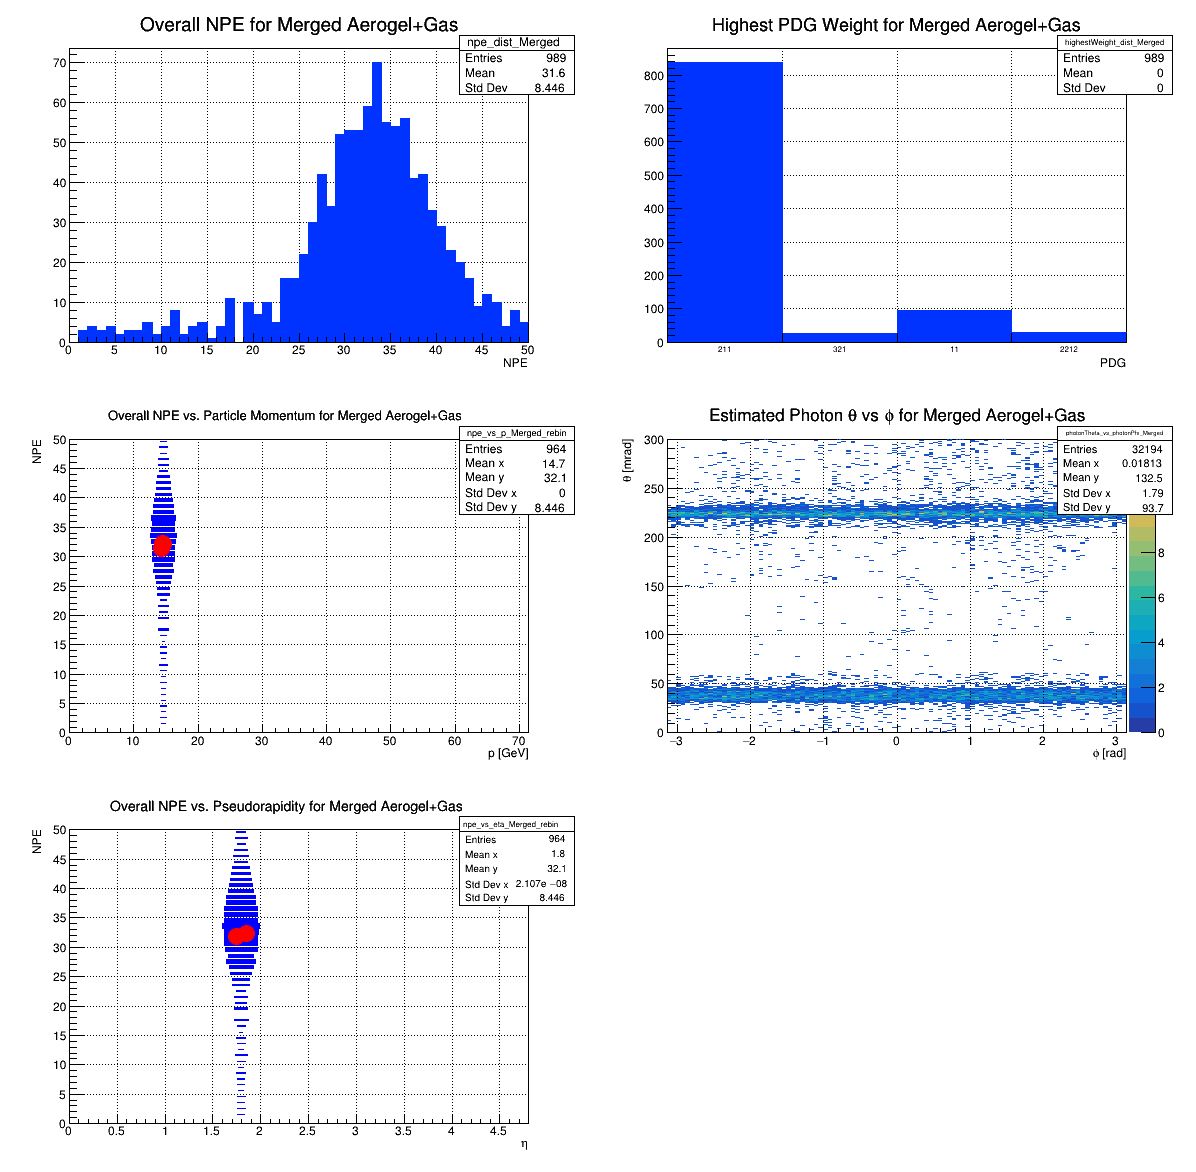 Overall NPE for Merged Aerogel+Gas
npe_dist_Merged
Entries 989
Mean 31.6
Std Dev 8.446
70
60
50
40
30
20
10
0
0 5 10 15 20 25 30 35 40 45 50
NPE
Highest PDG Weight for Merged Aerogel+Gas
highestWeight_dist_Merged
Entries 989
Mean 0
Std Dev 0
800
700
600
500
400
300
200
100
0
211 321 11 2212
PDG
Overall NPE vs. Particle Momentum for Merged Aerogel+Gas
npe_vs_p_Merged_rebin
Entries 964
Mean x 14.7
Mean y 32.1
Std Dev x 0
Std Dev y 8.446
NPE
50
45
40
35
30
25
20
15
10
5
0
0 10 20 30 40 50 60 70
p [GeV]
Estimated Photon θ vs ϕ for Merged Aerogel+Gas
photonTheta_vs_photonPhi_Merged
Entries 32194
Mean x 0.01813
Mean y 132.5
Std Dev x 1.79
Std Dev y 93.7
θ [mrad]
300
250
200
150
100
50
0
−3 −2 −1 0 1 2 3
ϕ [rad]
8
6
4
2
0
Overall NPE vs. Pseudorapidity for Merged Aerogel+Gas
npe_vs_eta_Merged_rebin
Entries 964
Mean x 1.8
Mean y 32.1
Std Dev x 2.107e −08
Std Dev y 8.446
NPE
50
45
40
35
30
25
20
15
10
5
0
0 0.5 1 1.5 2 2.5 3 3.5 4 4.5
η